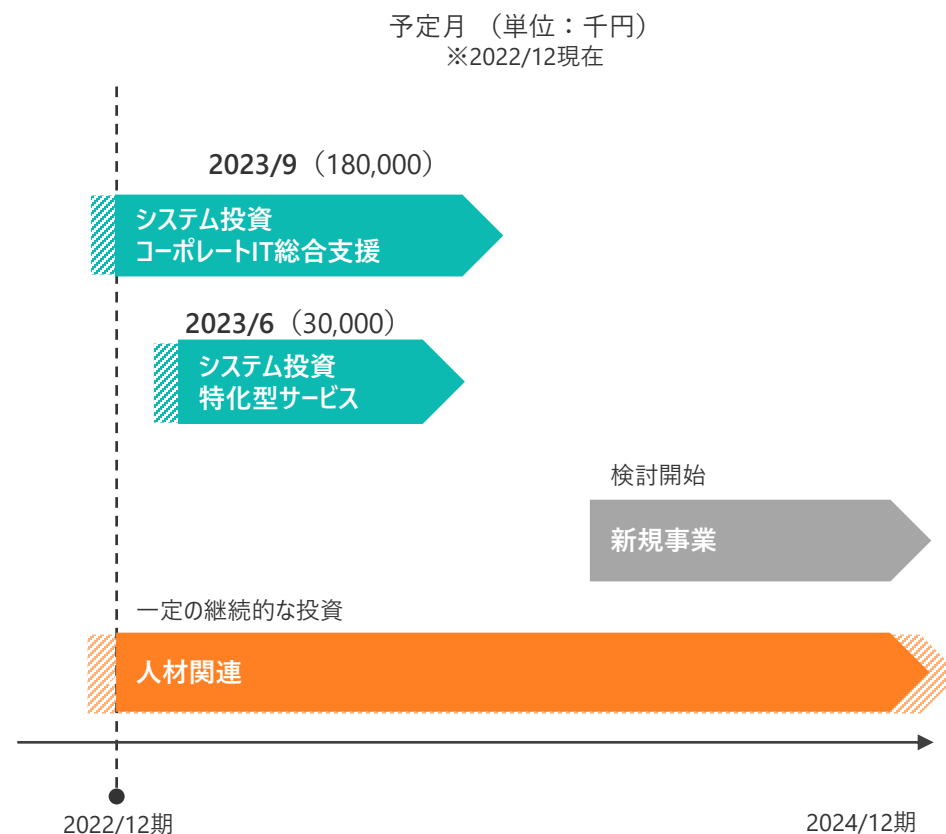 予定月 （単位：千円）
※2022/12現在
2023/9（180,000）
システム投資
コーポレートIT総合支援
2023/6（30,000）
システム投資
特化型サービス
検討開始
新規事業
一定の継続的な投資
人材関連
2022/12期
2024/12期